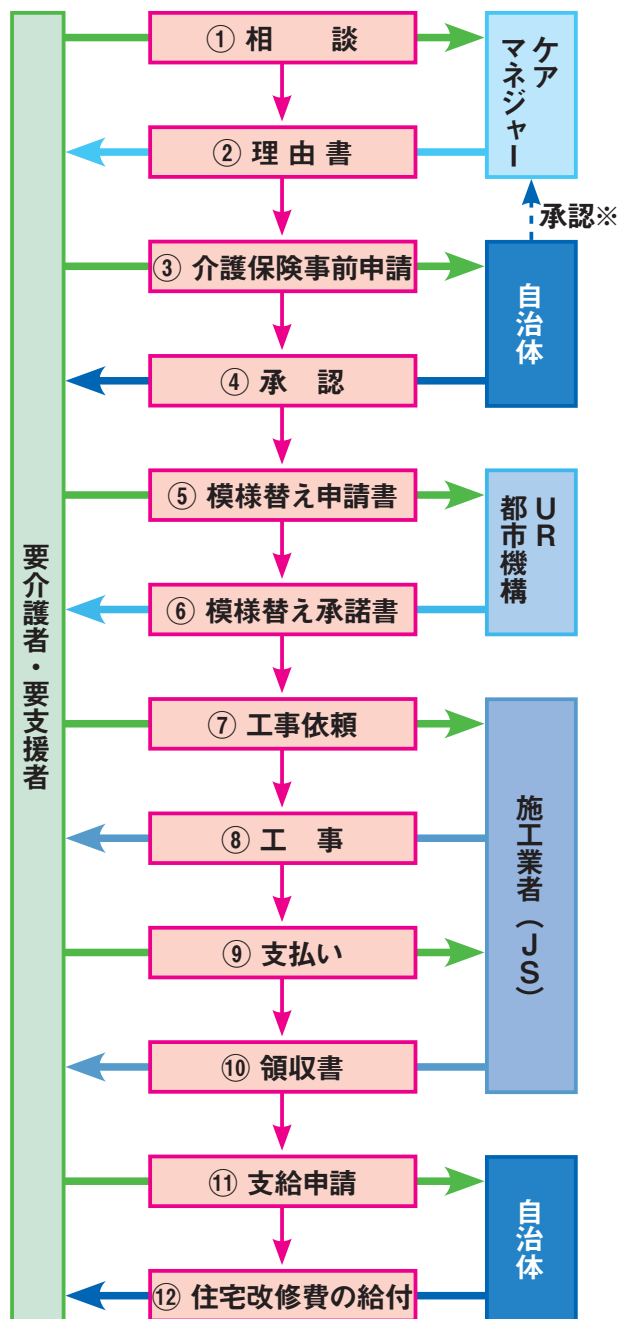 ① 相　談
ケア
マネジャー
② 理由書
承認※
③ 介護保険事前申請
自治体
④ 承　認
⑤ 模様替え申請書
UR
都市機構
⑥ 模様替え承諾書
要介護者・要支援者
⑦ 工事依頼
⑧ 工　事
施工業者（JS）
⑨ 支払い
⑩ 領収書
⑪ 支給申請
自治体
⑫ 住宅改修費の給付